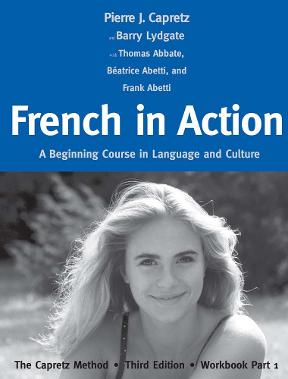 Pierre J. Capretz
and Barry Lydgate
with Thomas Abbate,
Béatrice Abetti, and
Frank Abetti
French in Action
A Beginning Course in Language and Culture
The Capretz Method • Third Edition • Workbook Part 1